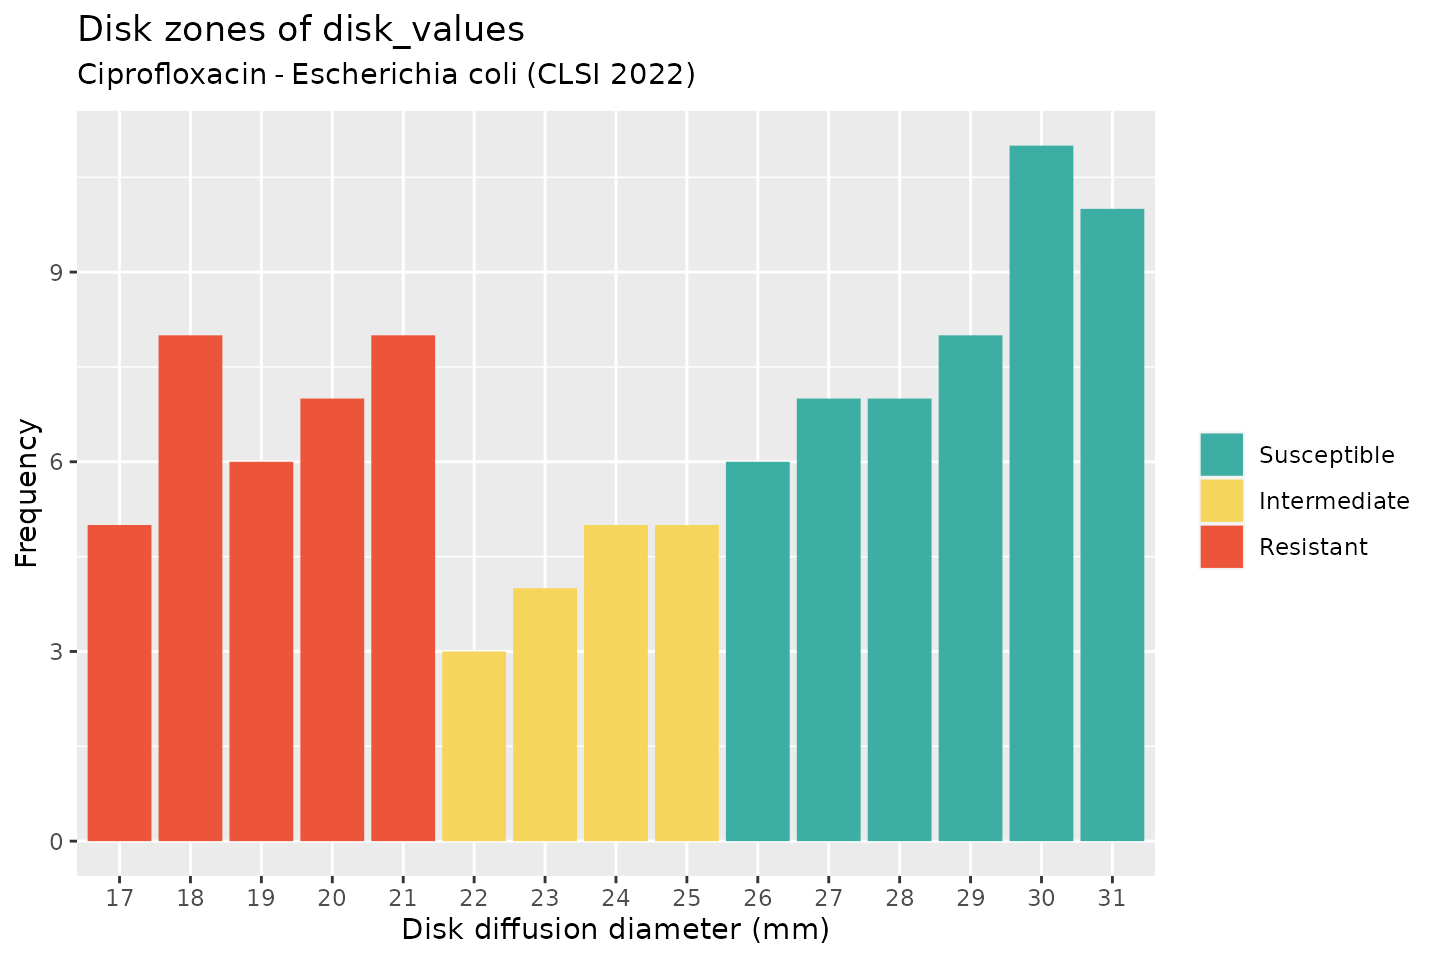 Disk zones of disk_values
Ciprofloxacin - Escherichia coli (CLSI 2022)
Frequency
9
6
3
0
17 18 19 20 21 22 23 24 25 26 27 28 29 30 31
Disk diffusion diameter (mm)
Susceptible
Intermediate
Resistant